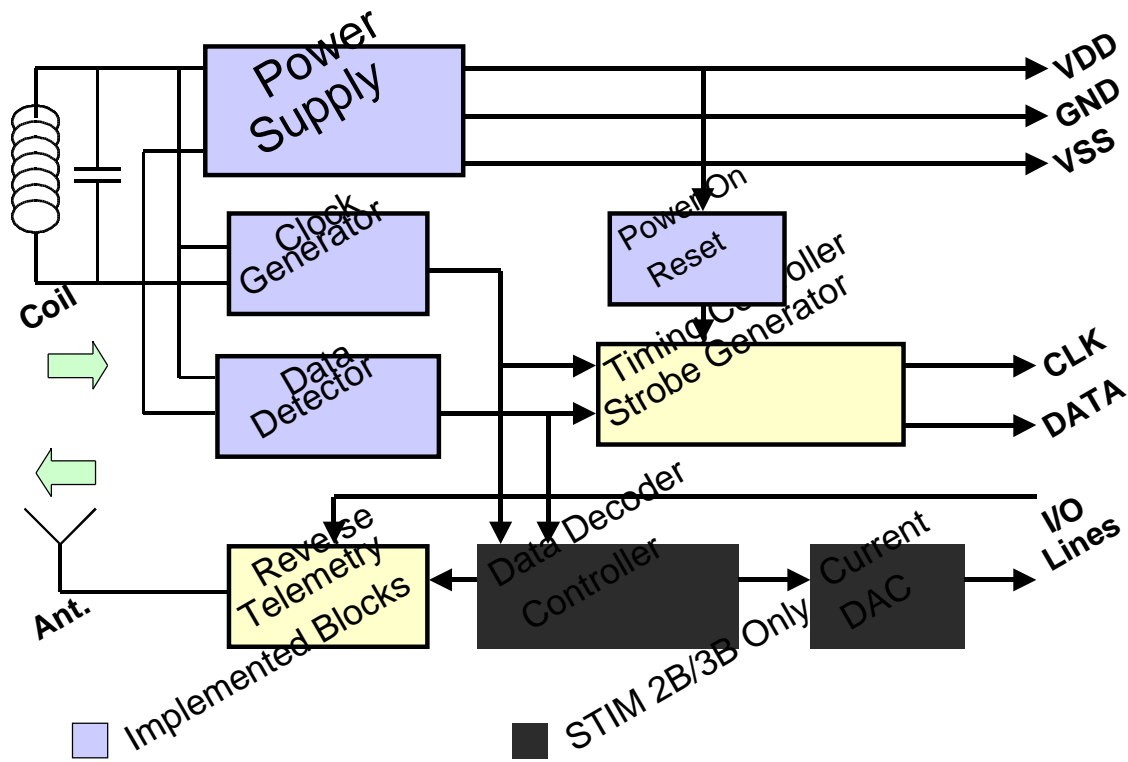 Power
Supply
VDD
GND
VSS
Clock
Generator
Power On
Reset
Coil
Data
Detector
Timing Controller
Strobe Generator
CLK
DATA
Reverse
Telemetry
Data Decoder
Controller
Current
DAC
I/O
Lines
Ant.
Implemented Blocks
STIM 2B/3B Only